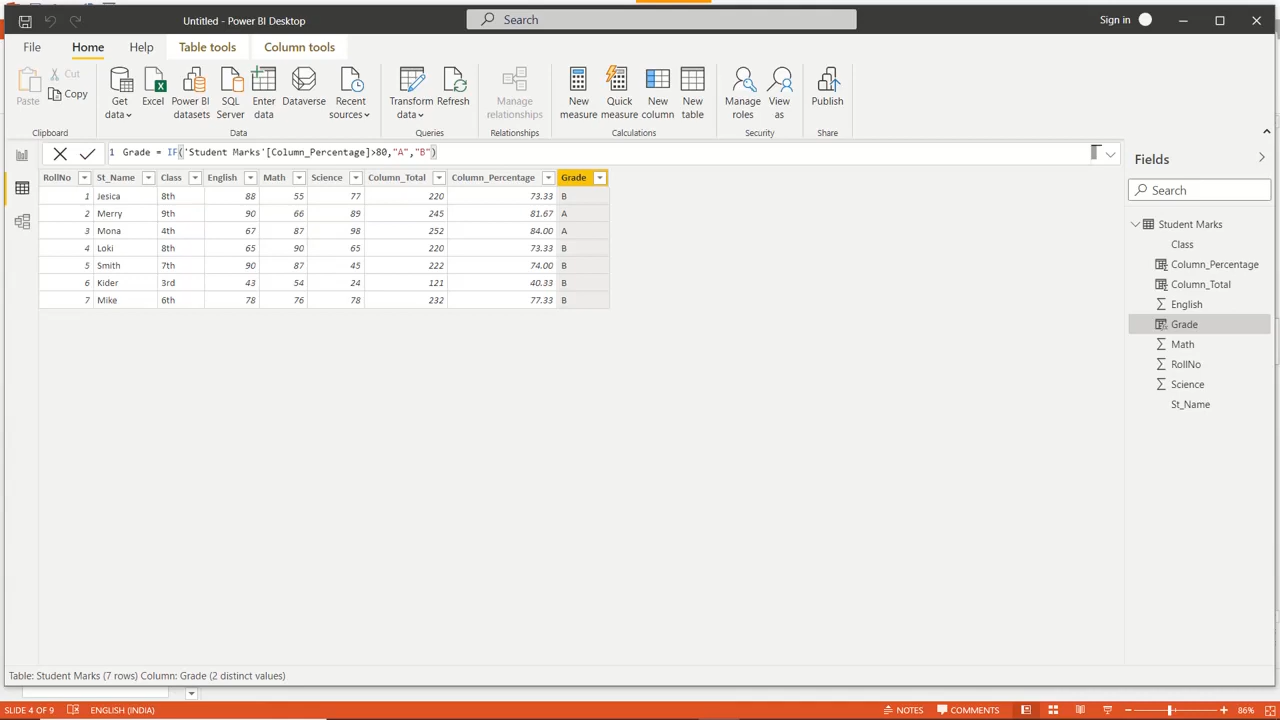 Untitled - Power BI Desktop
Search
Sign in
File Home Help Table tools Column tools
Paste
Cut
Copy
Get data
Excel
Power BI datasets
SQL Server
Enter data
Dataverse
Recent sources
Transform data
Refresh
Manage relationships
New measure
Quick measure
New column
New table
Manage roles
View as
Publish
Clipboard Data Queries Relationships Calculations Security Share
1 Grade = IF('Student Marks'[Column_Percentage]>80,"A","B")
RollNo St_Name Class English Math Science Column_Total Column_Percentage Grade
1 Jesica 8th 88 55 77 220 73.33 B
2 Merry 9th 90 66 89 245 81.67 A
3 Mona 4th 67 87 98 252 84.00 A
4 Loki 8th 65 90 65 220 73.33 B
5 Smith 7th 90 87 45 222 74.00 B
6 Kider 3rd 43 54 24 121 40.33 B
7 Mike 6th 78 76 78 232 77.33 B
Fields
Search
Student Marks
Class
Column_Percentage
Column_Total
English
Grade
Math
RollNo
Science
St_Name
Table: Student Marks (7 rows) Column: Grade (2 distinct values)
SLIDE 4 OF 9 ENGLISH (INDIA) NOTES COMMENTS 86%